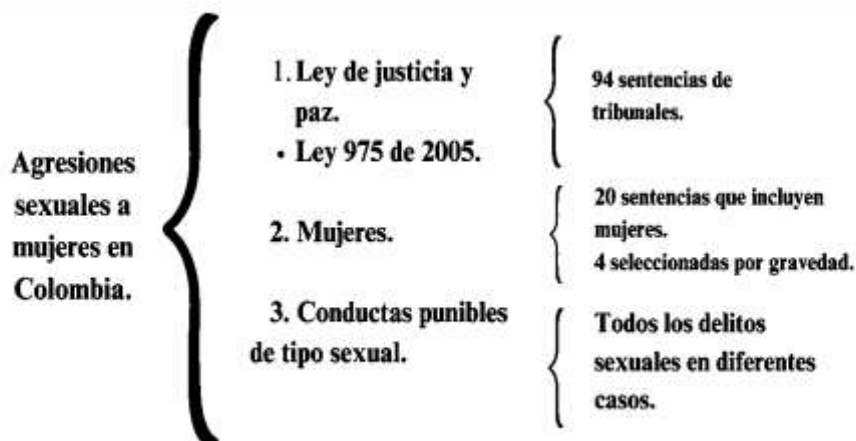 Agresiones
sexuales a
mujeres en
Colombia.
1. Ley de justicia y
paz.
• Ley 975 de 2005.
94 sentencias de
tribunales.
2. Mujeres.
20 sentencias que incluyen
mujeres.
4 seleccionadas por gravedad.
3. Conductas punibles
de tipo sexual.
Todos los delitos
sexuales en diferentes
casos.